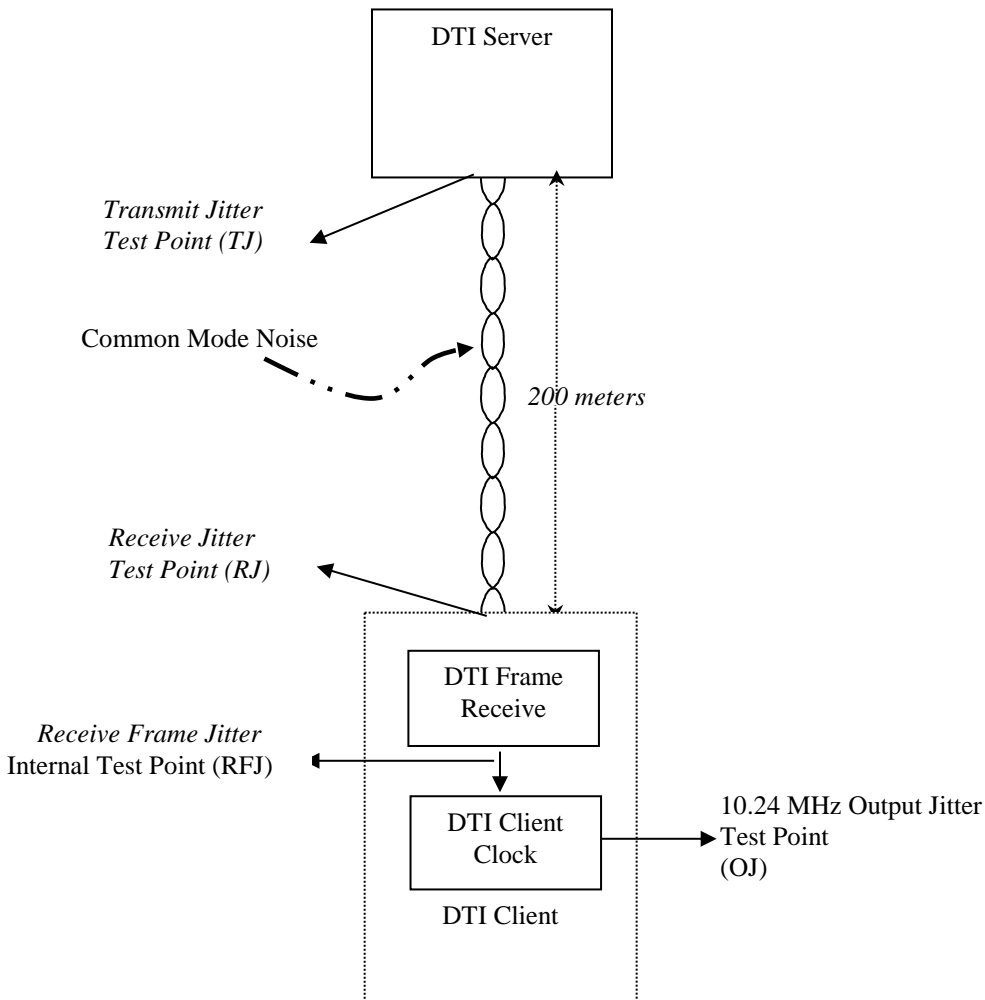 DTI Server
Transmit Jitter
Test Point (TJ)
Common Mode Noise
200 meters
Receive Jitter
Test Point (RJ)
DTI Frame
Receive
Receive Frame Jitter
Internal Test Point (RFJ)
DTI Client
Clock
10.24 MHz Output Jitter
Test Point
(OJ)
DTI Client